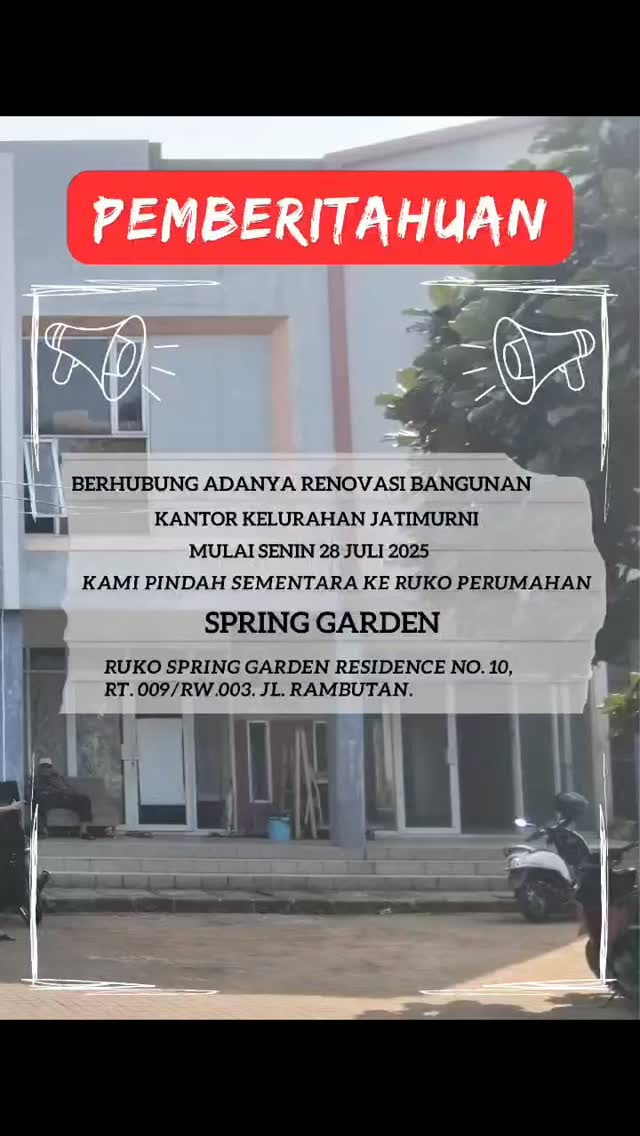 PEMBERITAHUAN
BERHUBUNG ADANYA RENOVASI BANGUNAN
KANTOR KELURAHAN JATIMURNI
MULAI SENIN 28 JULI 2025
KAMI PINDAH SEMENTARA KE RUKO PERUMAHAN
SPRING GARDEN
RUKO SPRING GARDEN RESIDENCE NO. 10,
RT. 009/RW.003. JL. RAMBUTAN.